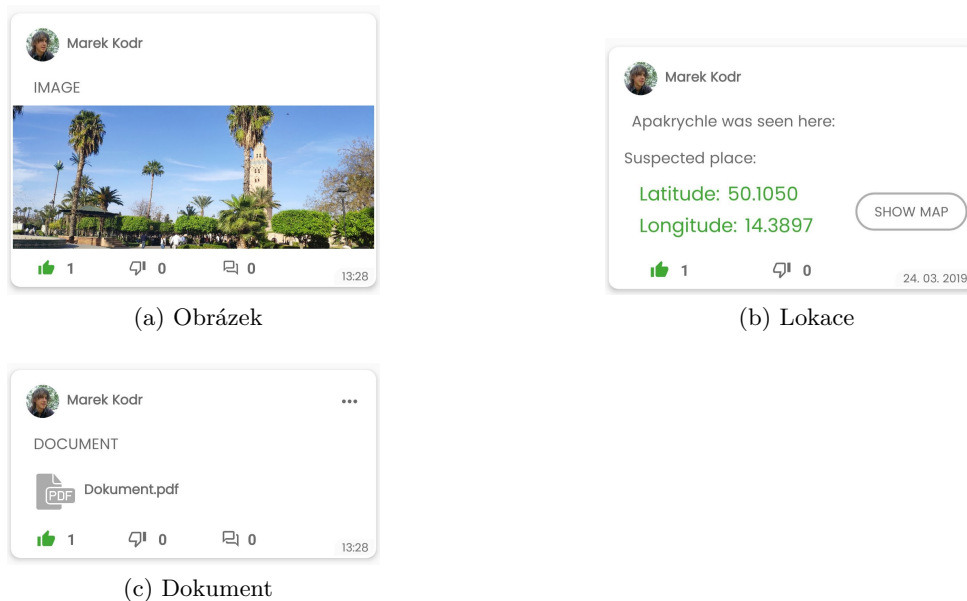 Marek Kodr
IMAGE
1 0 0 13:28
(a) Obrázek
Marek Kodr
Apakrychle was seen here:
Suspected place:
Latitude: 50.1050
Longitude: 14.3897
SHOW MAP
1 0 24. 03. 2019
(b) Lokace
Marek Kodr
DOCUMENT
PDF Dokument.pdf
1 0 0 13:28
(c) Dokument